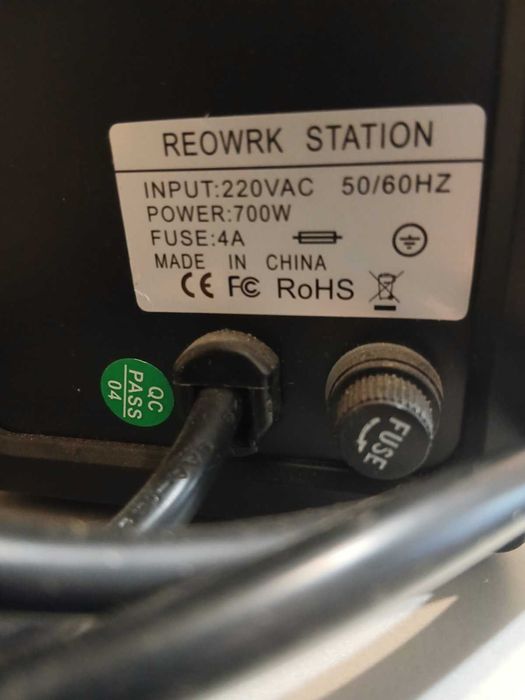 REOWRK STATION
INPUT:220VAC 50/60HZ
POWER:700W
FUSE:4A
MADE IN CHINA
CE FC RoHS
QC
PASS
04
FUSE